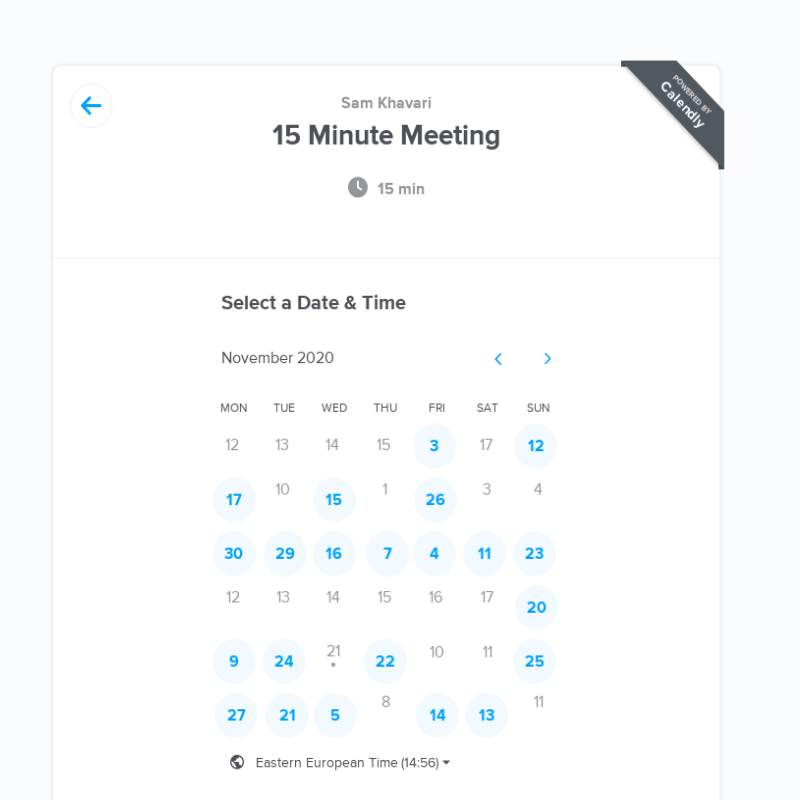 Sam Khavari
15 Minute Meeting
15 min
POWERED BY
Calendly
Select a Date & Time
November 2020
MON TUE WED THU FRI SAT SUN
12 13 14 15 3 17 12
17 10 15 1 26 3 4
30 29 16 7 4 11 23
12 13 14 15 16 17 20
9 24 21 22 10 11 25
27 21 5 8 14 13 11
Eastern European Time (14:56)